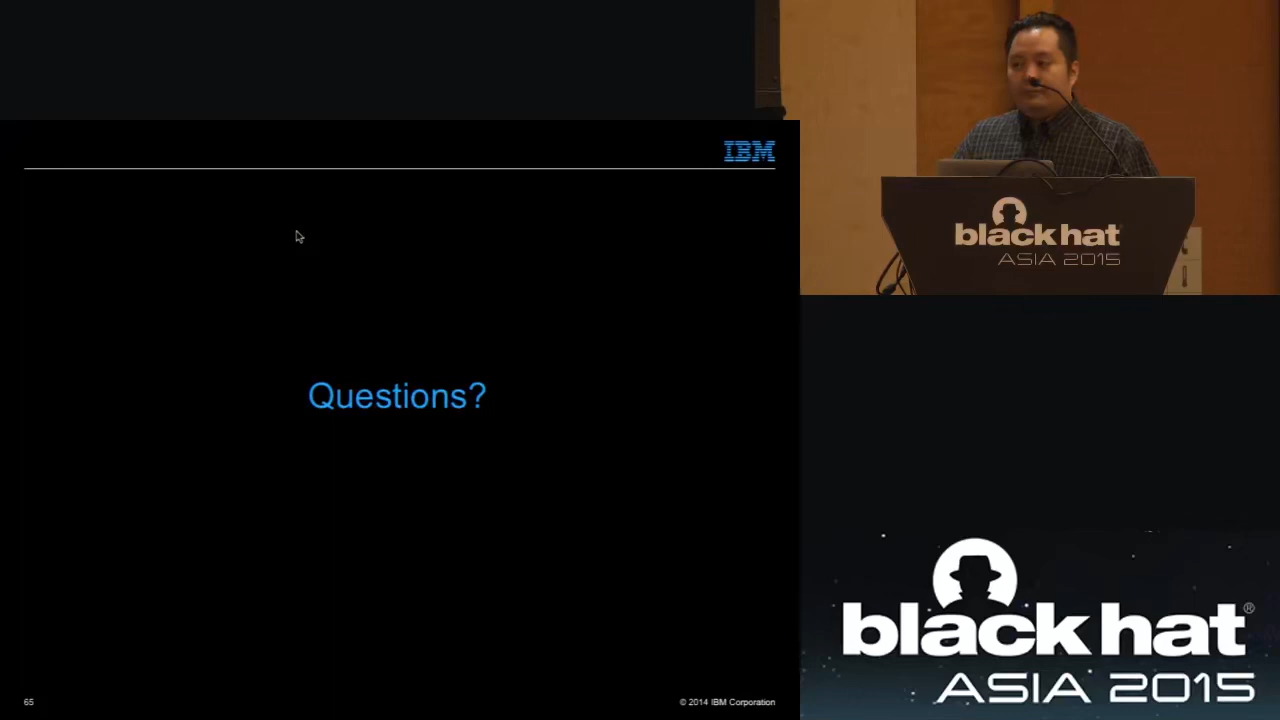 IBM
Questions?
65
© 2014 IBM Corporation
black hat
ASIA 2015
black hat®
ASIA 2015